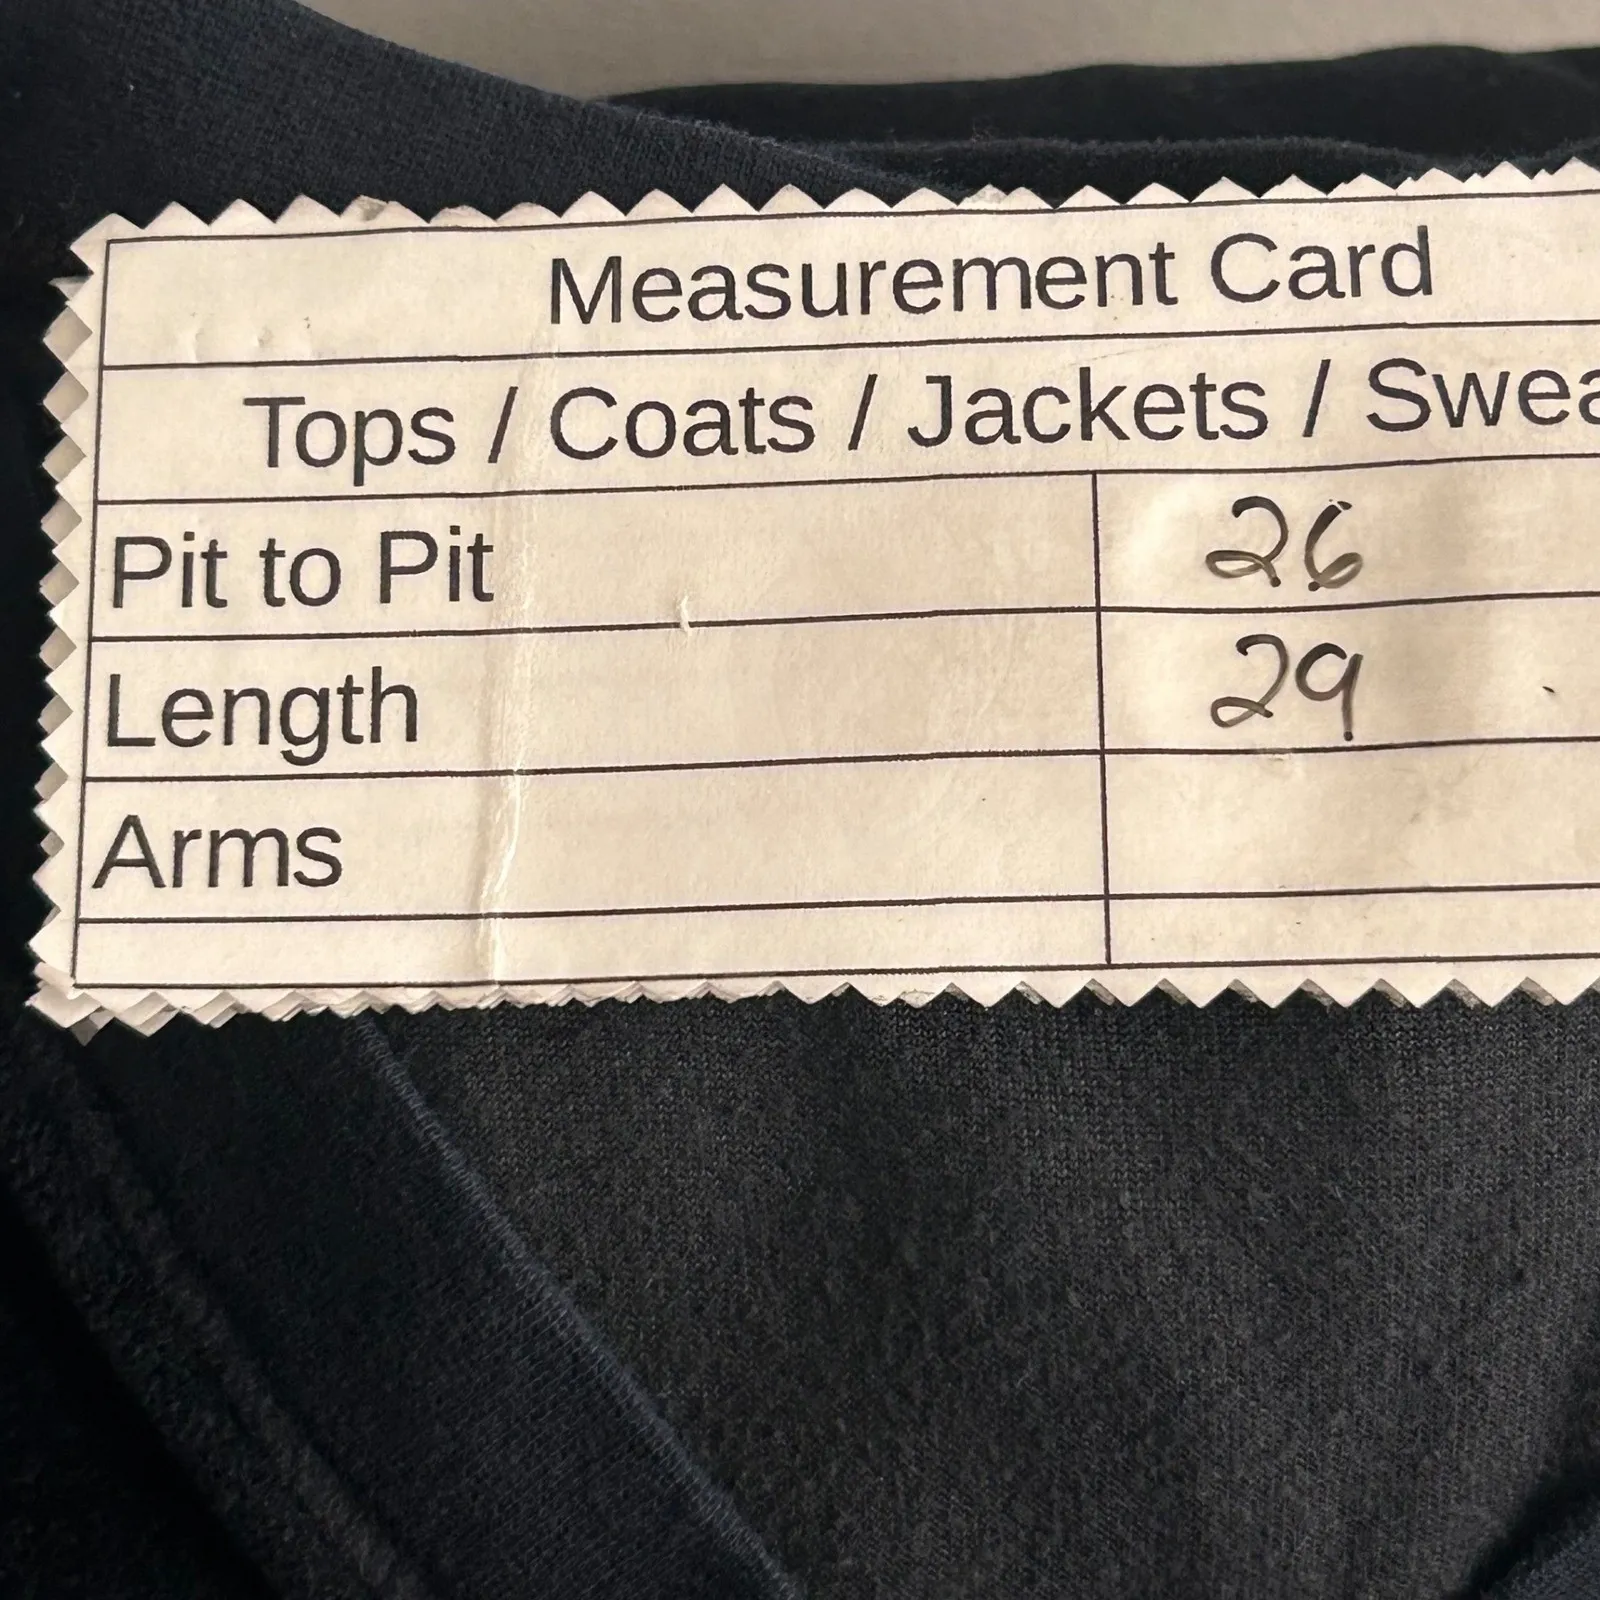 Measurement Card
Tops / Coats / Jackets / Swea
Pit to Pit 26
Length 29
Arms